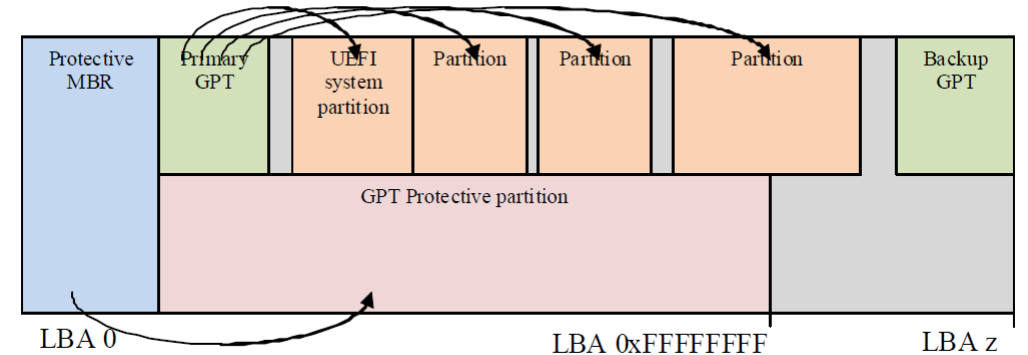 Protective
MBR
Primary
GPT
UEFI
system
partition
Partition
Partition
Partition
Backup
GPT
GPT Protective partition
LBA 0
LBA 0xFFFFFFFF
LBA z